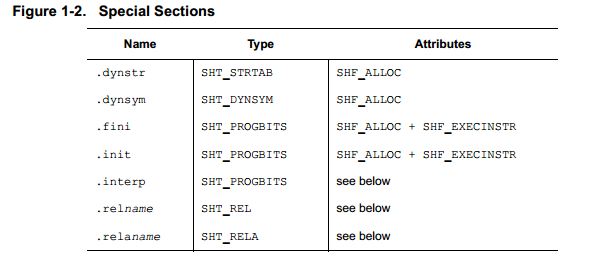 Figure 1-2. Special Sections
Name Type Attributes
.dynstr SHT_STRTAB SHF_ALLOC
.dynsym SHT_DYNSYM SHF_ALLOC
.fini SHT_PROGBITS SHF_ALLOC + SHF_EXECINSTR
.init SHT_PROGBITS SHF_ALLOC + SHF_EXECINSTR
.interp SHT_PROGBITS see below
.relname SHT_REL see below
.relaname SHT_RELA see below